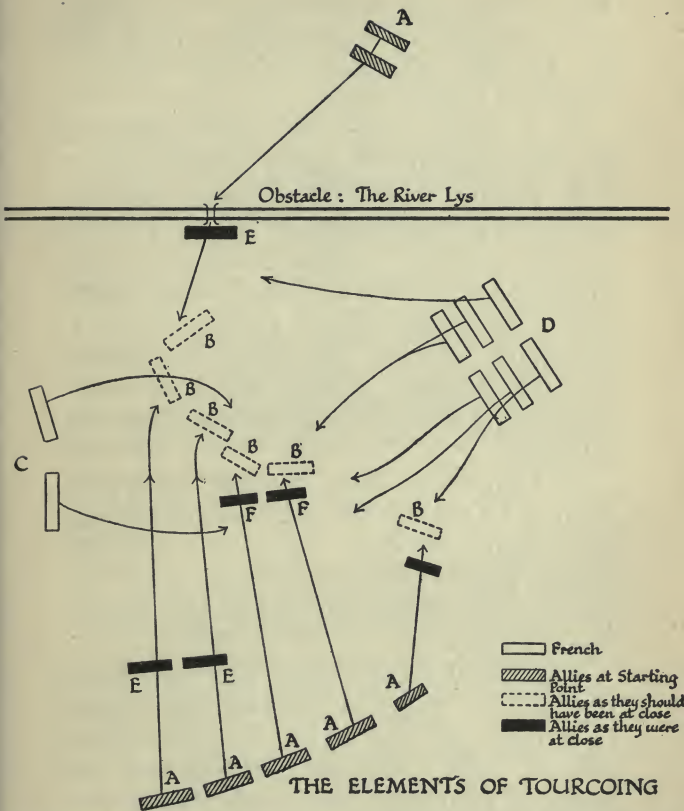 A
Obstacle : The River Lys
E
D
B
B
B
C
B
B
F
F
B
E
E
A
A
A
A
A
French
Allies at Starting
Point
Allies as they should
have been at close
Allies as they were
at close
THE ELEMENTS OF TOURCOING